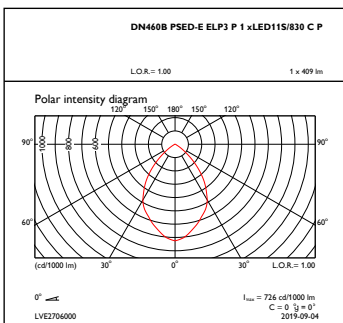 DN460B PSED-E ELP3 P 1 xLED11S/830 C P
L.O.R.= 1.00 1 x 409 lm
Polar intensity diagram
120° 150° 180° 150° 120°
90° 1000 800 600 90°
60° 60°
(cd/1000 lm) 30° 0° 30° L.O.R.= 1.00
0° Imax = 726 cd/1000 lm
C = 0 °g = 0°
LVE2706000 2019-09-04